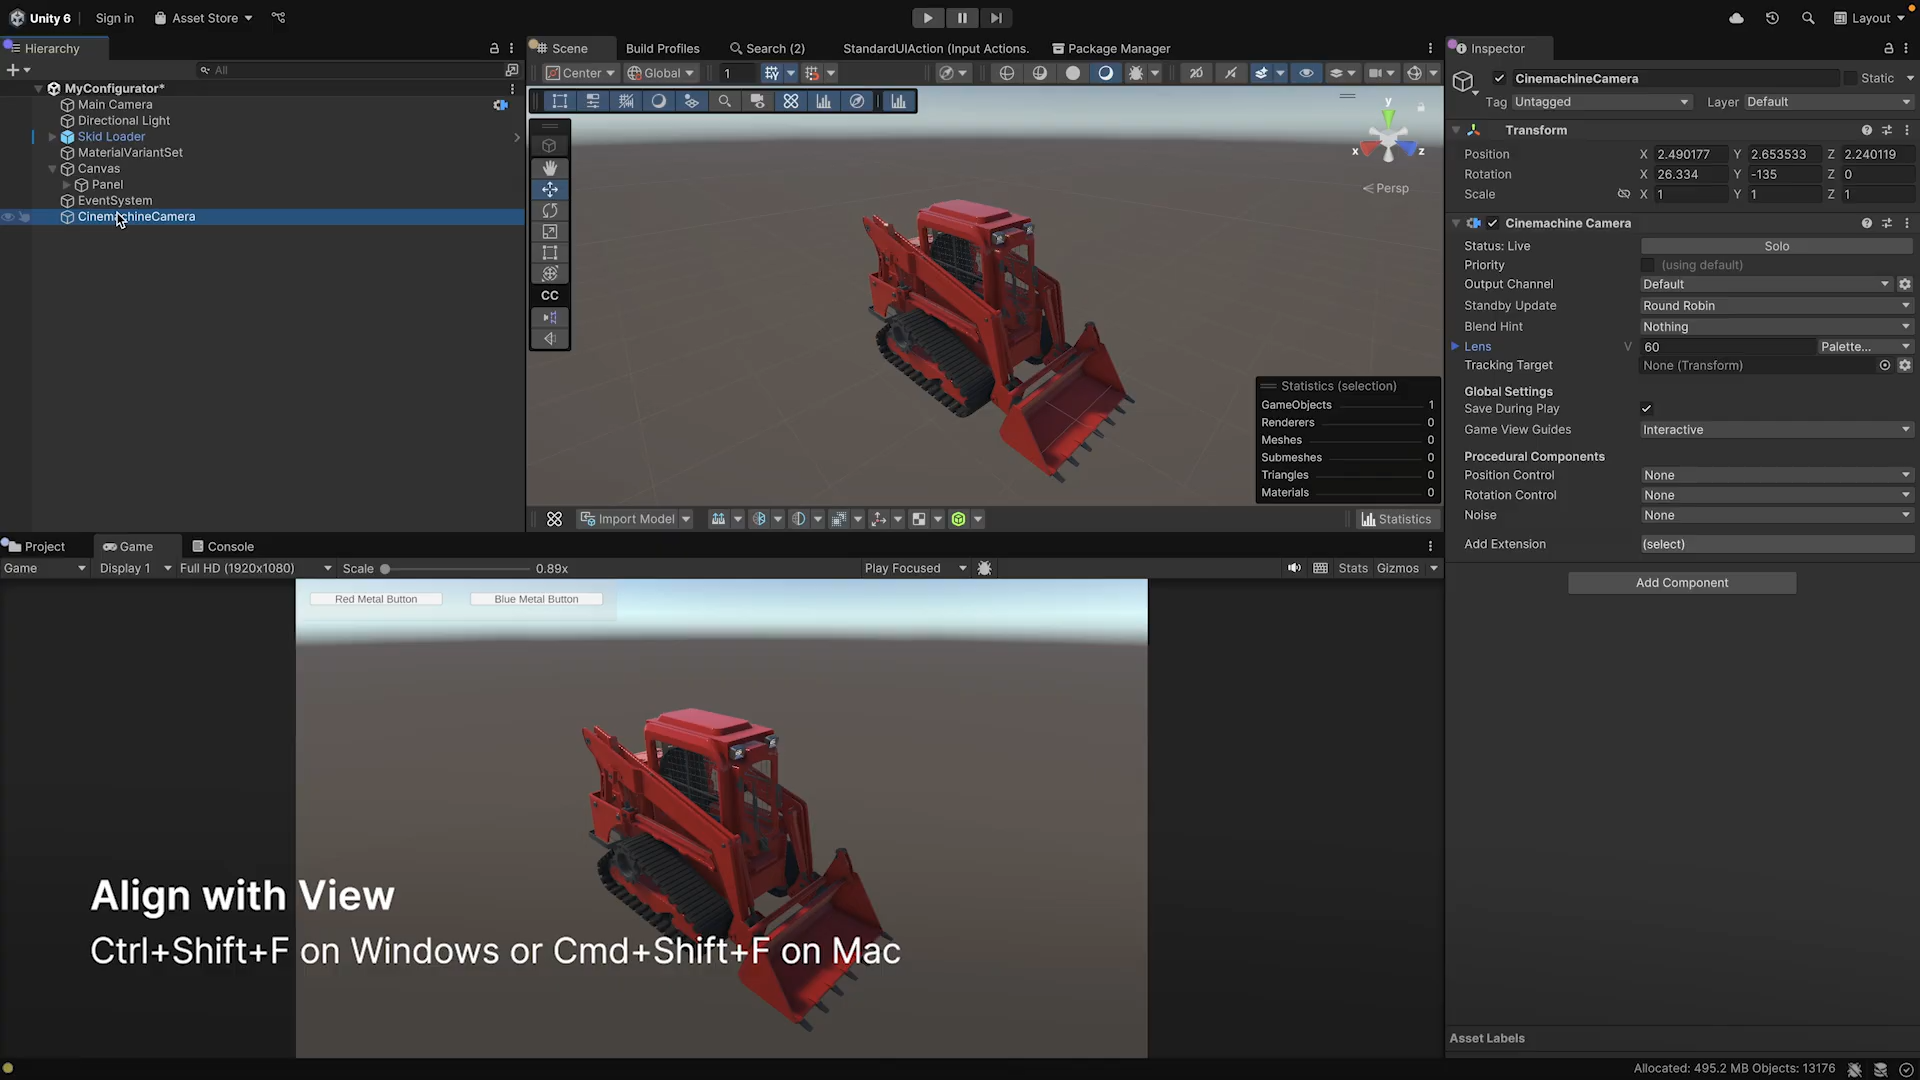 Unity 6
Sign in
Asset Store
Layout
Hierarchy
All
MyConfigurator*
Main Camera
Directional Light
Skid Loader
MaterialVariantSet
Canvas
Panel
EventSystem
CinemachineCamera
Scene
Build Profiles
Search (2)
StandardUIAction (Input Actions.
Package Manager
Center
Global
1
2D
CC
y
x
z
Persp
Statistics (selection)
GameObjects 1
Renderers 0
Meshes 0
Submeshes 0
Triangles 0
Materials 0
Import Model
Statistics
Project
Game
Console
Game
Display 1
Full HD (1920x1080)
Scale
0.89x
Play Focused
Stats
Gizmos
Red Metal Button
Blue Metal Button
Align with View
Ctrl+Shift+F on Windows or Cmd+Shift+F on Mac
Inspector
CinemachineCamera
Static
Tag Untagged
Layer Default
Transform
Position X 2.490177 Y 2.653533 Z 2.240119
Rotation X 26.334 Y -135 Z 0
Scale X 1 Y 1 Z 1
Cinemachine Camera
Status: Live
Solo
Priority (using default)
Output Channel Default
Standby Update Round Robin
Blend Hint Nothing
Lens V 60 Palette...
Tracking Target None (Transform)
Global Settings
Save During Play
Game View Guides Interactive
Procedural Components
Position Control None
Rotation Control None
Noise None
Add Extension (select)
Add Component
Asset Labels
Allocated: 495.2 MB Objects: 13176